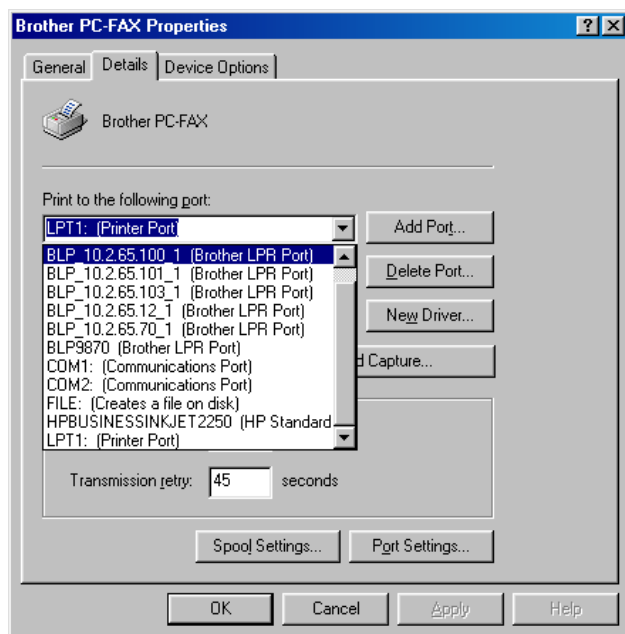 Brother PC-FAX Properties
General Details Device Options
Brother PC-FAX
Print to the following port:
LPT1: (Printer Port) Add Port...
BLP_10.2.65.100_1 (Brother LPR Port)
BLP_10.2.65.101_1 (Brother LPR Port) Delete Port...
BLP_10.2.65.103_1 (Brother LPR Port)
BLP_10.2.65.12_1 (Brother LPR Port) New Driver...
BLP_10.2.65.70_1 (Brother LPR Port)
BLP9870 (Brother LPR Port)
COM1: (Communications Port) Capture...
COM2: (Communications Port)
FILE: (Creates a file on disk)
HPBUSINESSINKJET2250 (HP Standard
LPT1: (Printer Port)
Transmission retry: 45 seconds
Spool Settings... Port Settings...
OK Cancel Apply Help